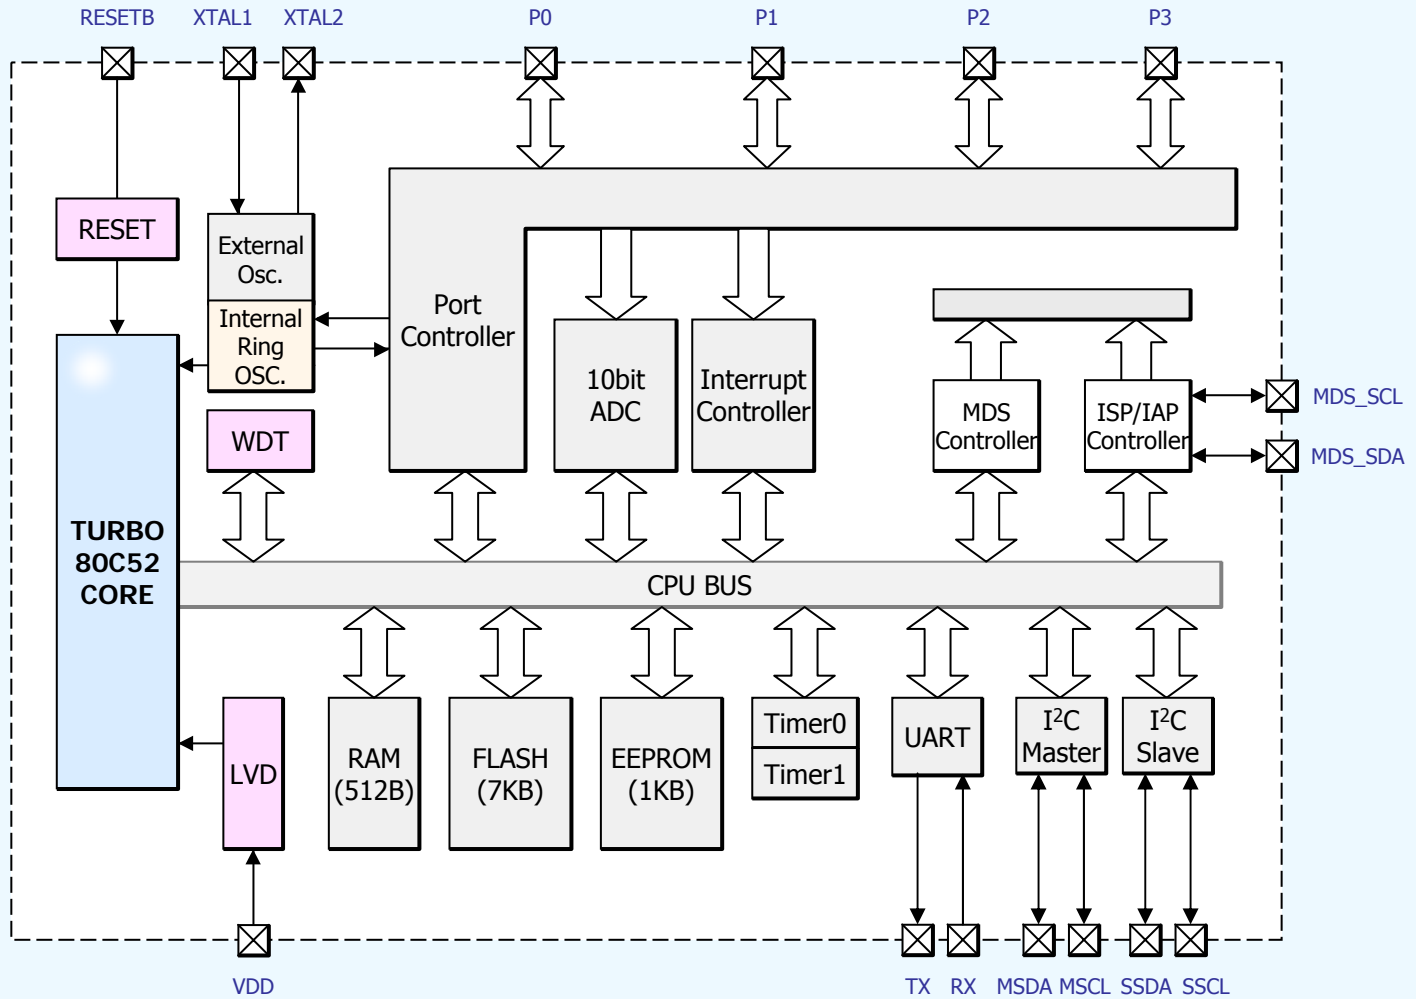 RESETB XTAL1 XTAL2 P0 P1 P2 P3
RESET
External
Osc.
Internal
Ring
OSC.
Port
Controller
10bit
ADC
Interrupt
Controller
MDS
Controller
ISP/IAP
Controller
MDS_SCL
MDS_SDA
WDT
TURBO
80C52
CORE
CPU BUS
LVD
RAM
(512B)
FLASH
(7KB)
EEPROM
(1KB)
Timer0
Timer1
UART
I²C
Master
I²C
Slave
VDD TX RX MSDA MSCL SSDA SSCL